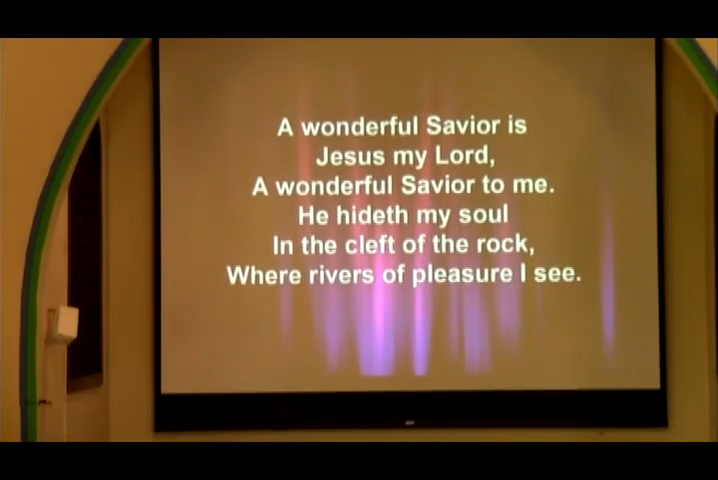 A wonderful Savior is
Jesus my Lord,
A wonderful Savior to me.
He hideth my soul
In the cleft of the rock,
Where rivers of pleasure I see.